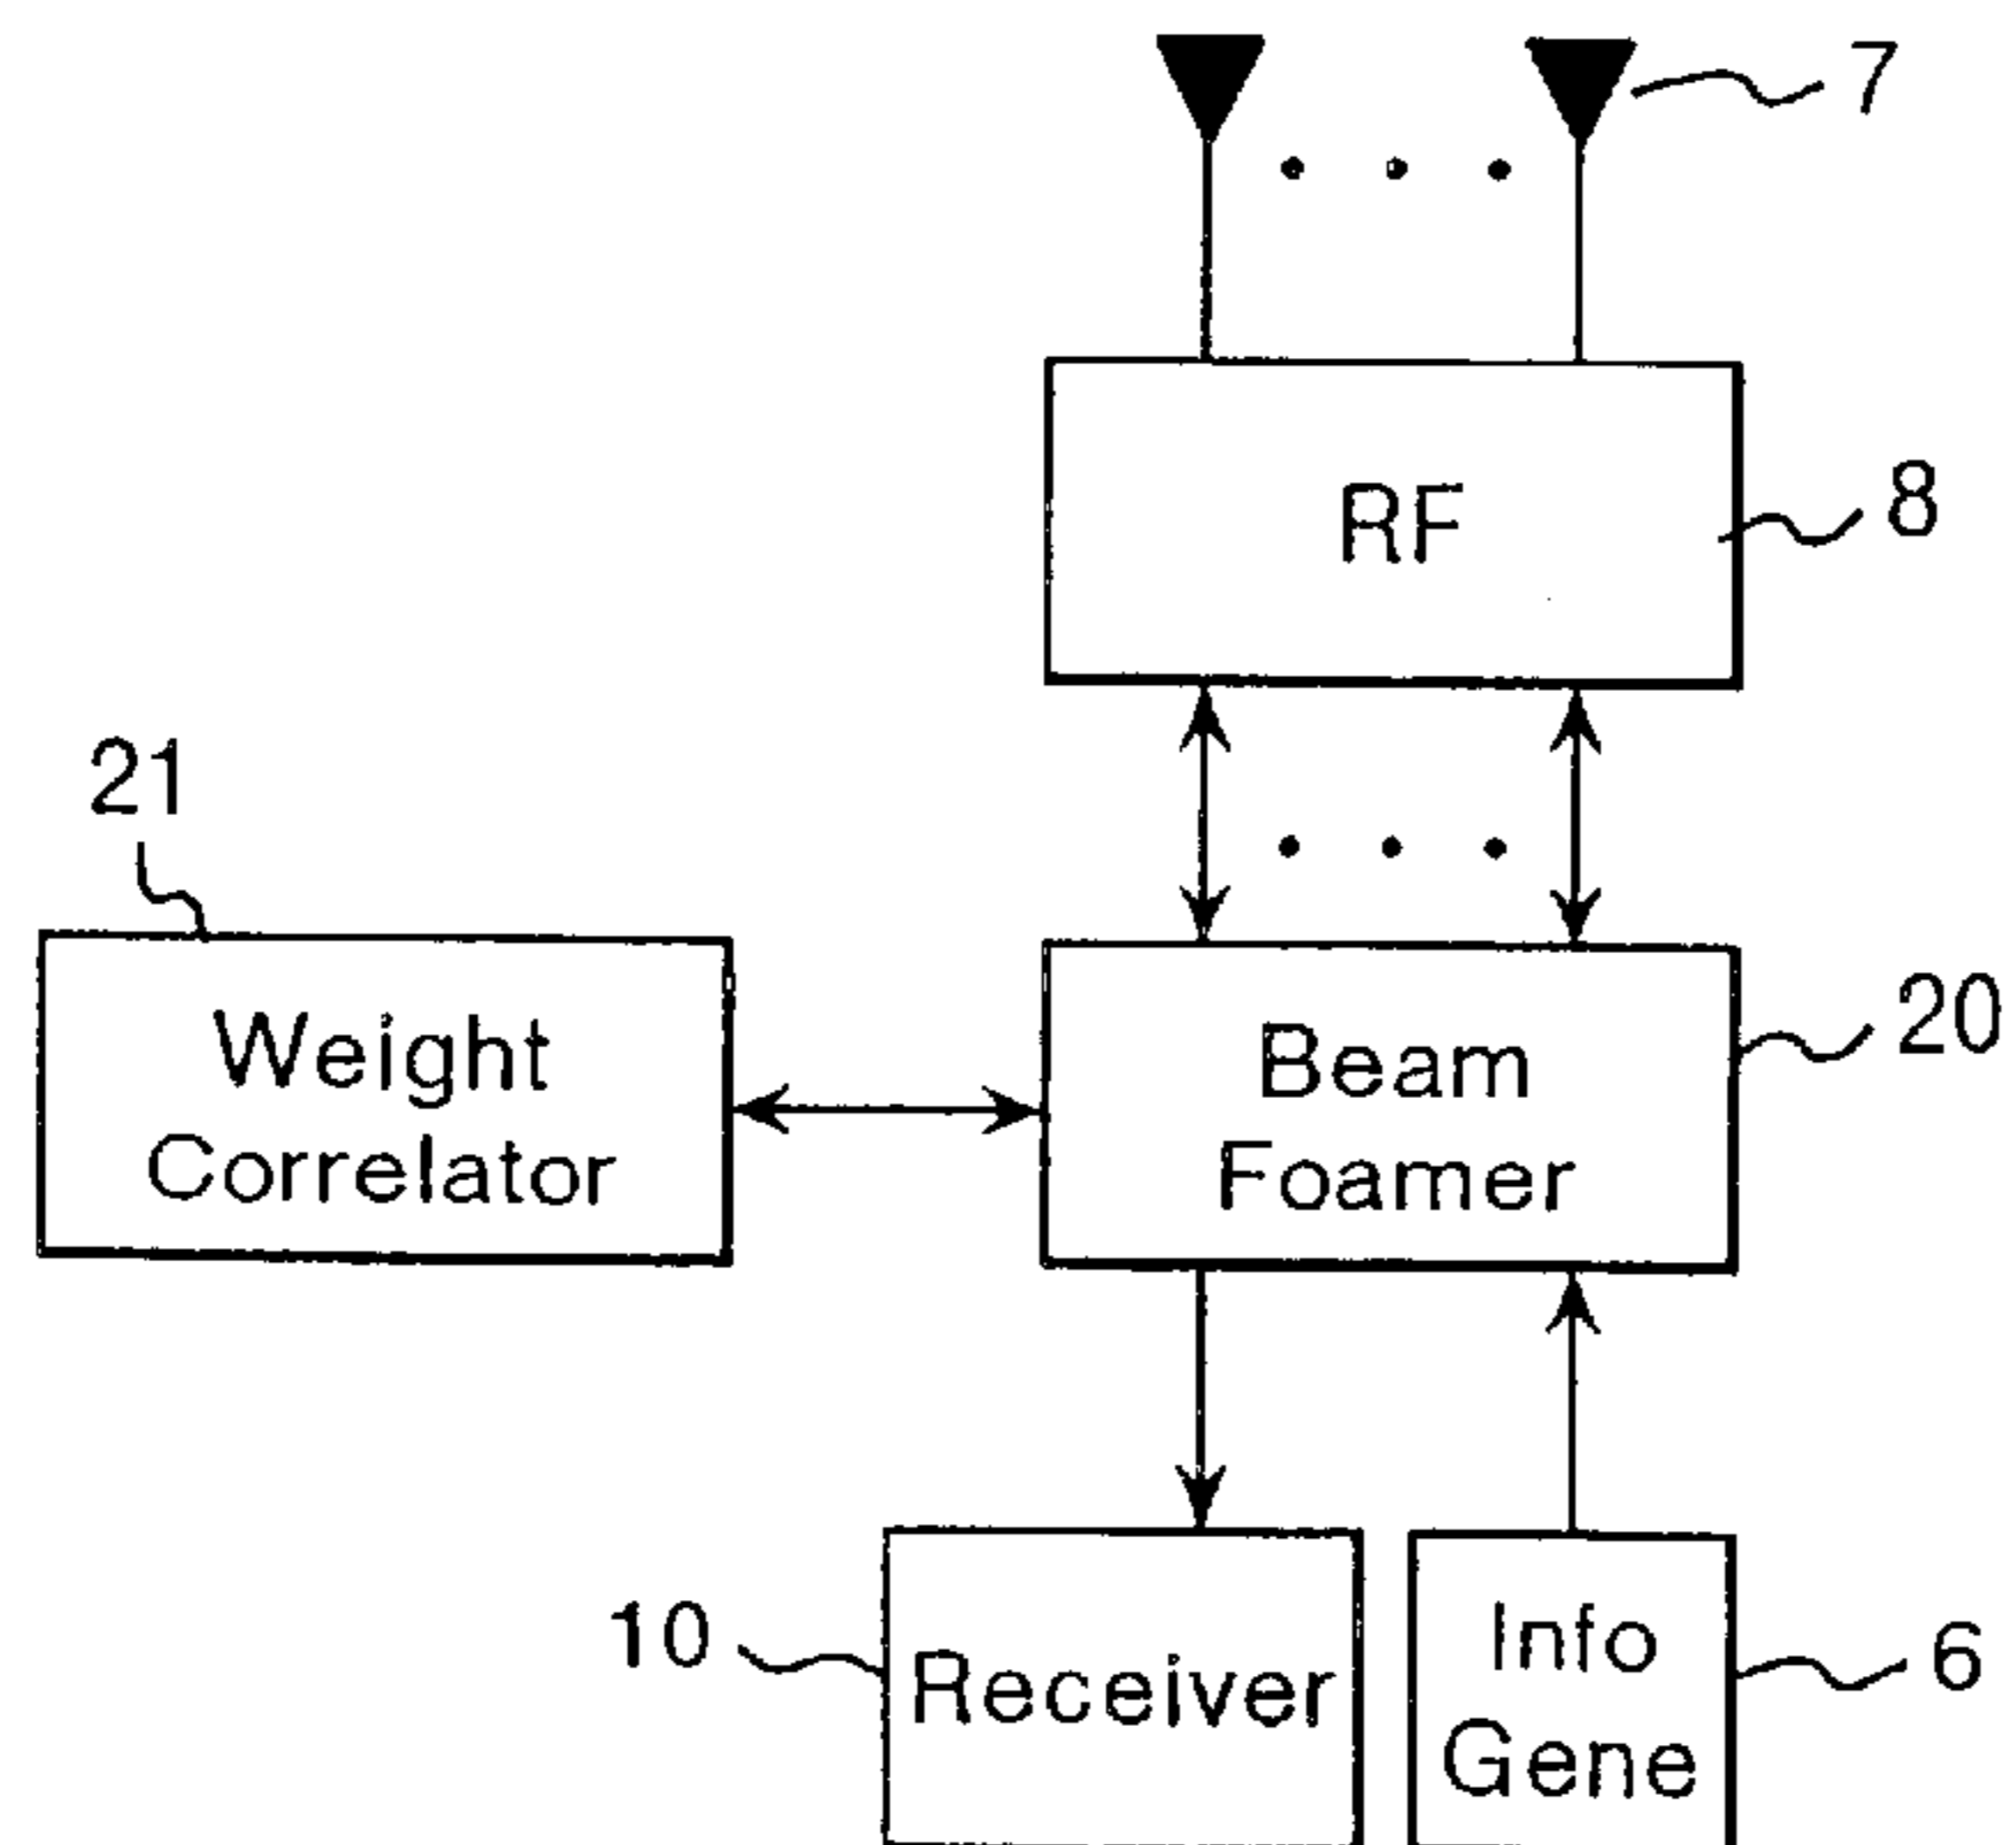 7
RF
8
21
Weight
Correlator
Beam
Foamer
20
10
Receiver
Info
Gene
6